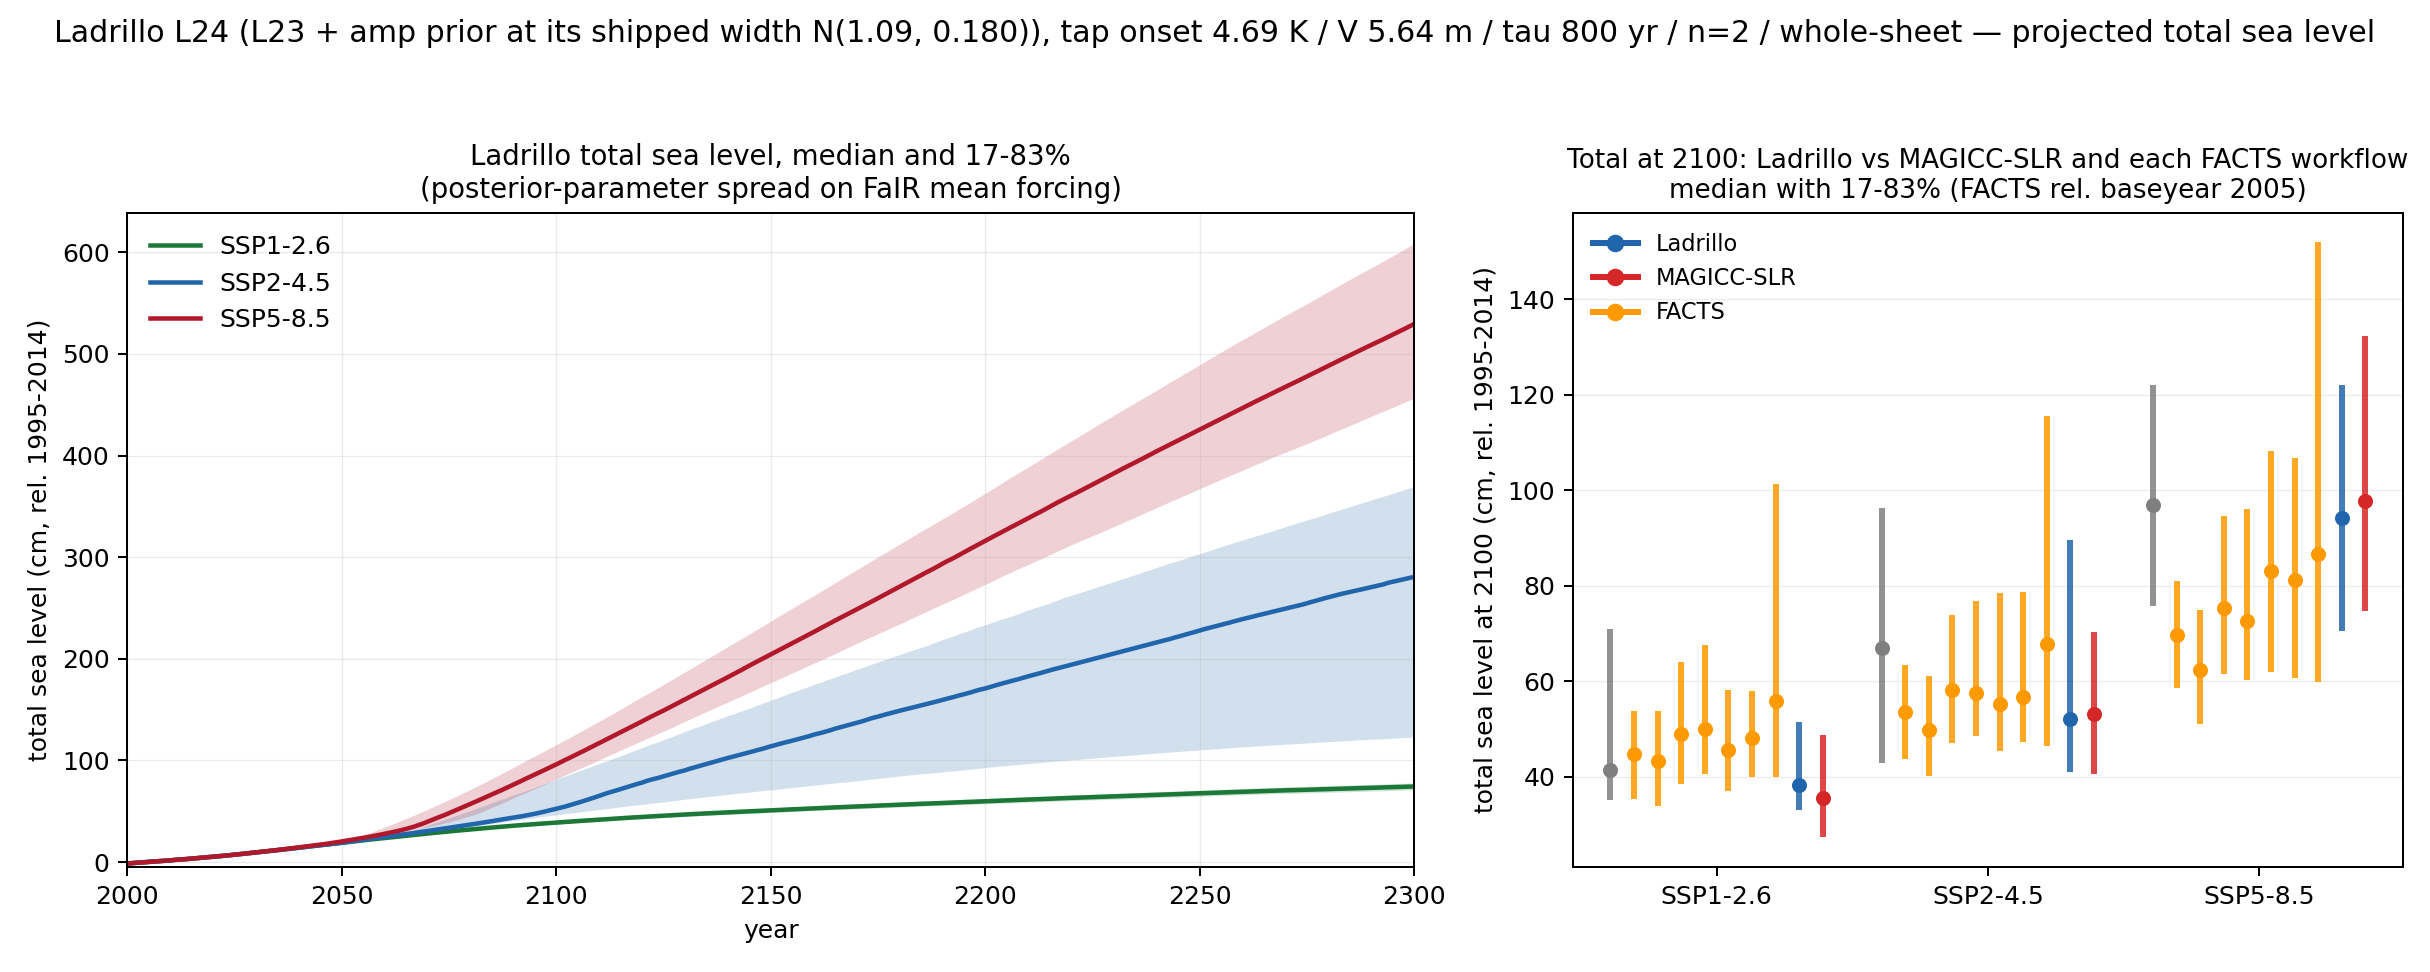 Ladrillo L24 (L23 + amp prior at its shipped width N(1.09, 0.180)), tap onset 4.69 K / V 5.64 m / tau 800 yr / n=2 / whole-sheet — projected total sea level
Ladrillo total sea level, median and 17-83%
(posterior-parameter spread on FaIR mean forcing)
total sea level (cm, rel. 1995-2014)
600
500
400
300
200
100
0
SSP1-2.6
SSP2-4.5
SSP5-8.5
2000
2050
2100
2150
2200
2250
2300
year
Total at 2100: Ladrillo vs MAGICC-SLR and each FACTS workflow
median with 17-83% (FACTS rel. baseyear 2005)
total sea level at 2100 (cm, rel. 1995-2014)
140
120
100
80
60
40
Ladrillo
MAGICC-SLR
FACTS
SSP1-2.6
SSP2-4.5
SSP5-8.5